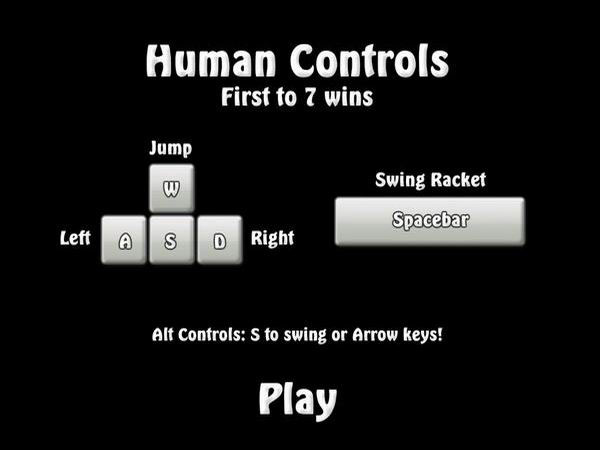 Human Controls
First to 7 wins
Jump
W
Swing Racket
Spacebar
Left
A
S
D
Right
Alt Controls: S to swing or Arrow keys!
Play